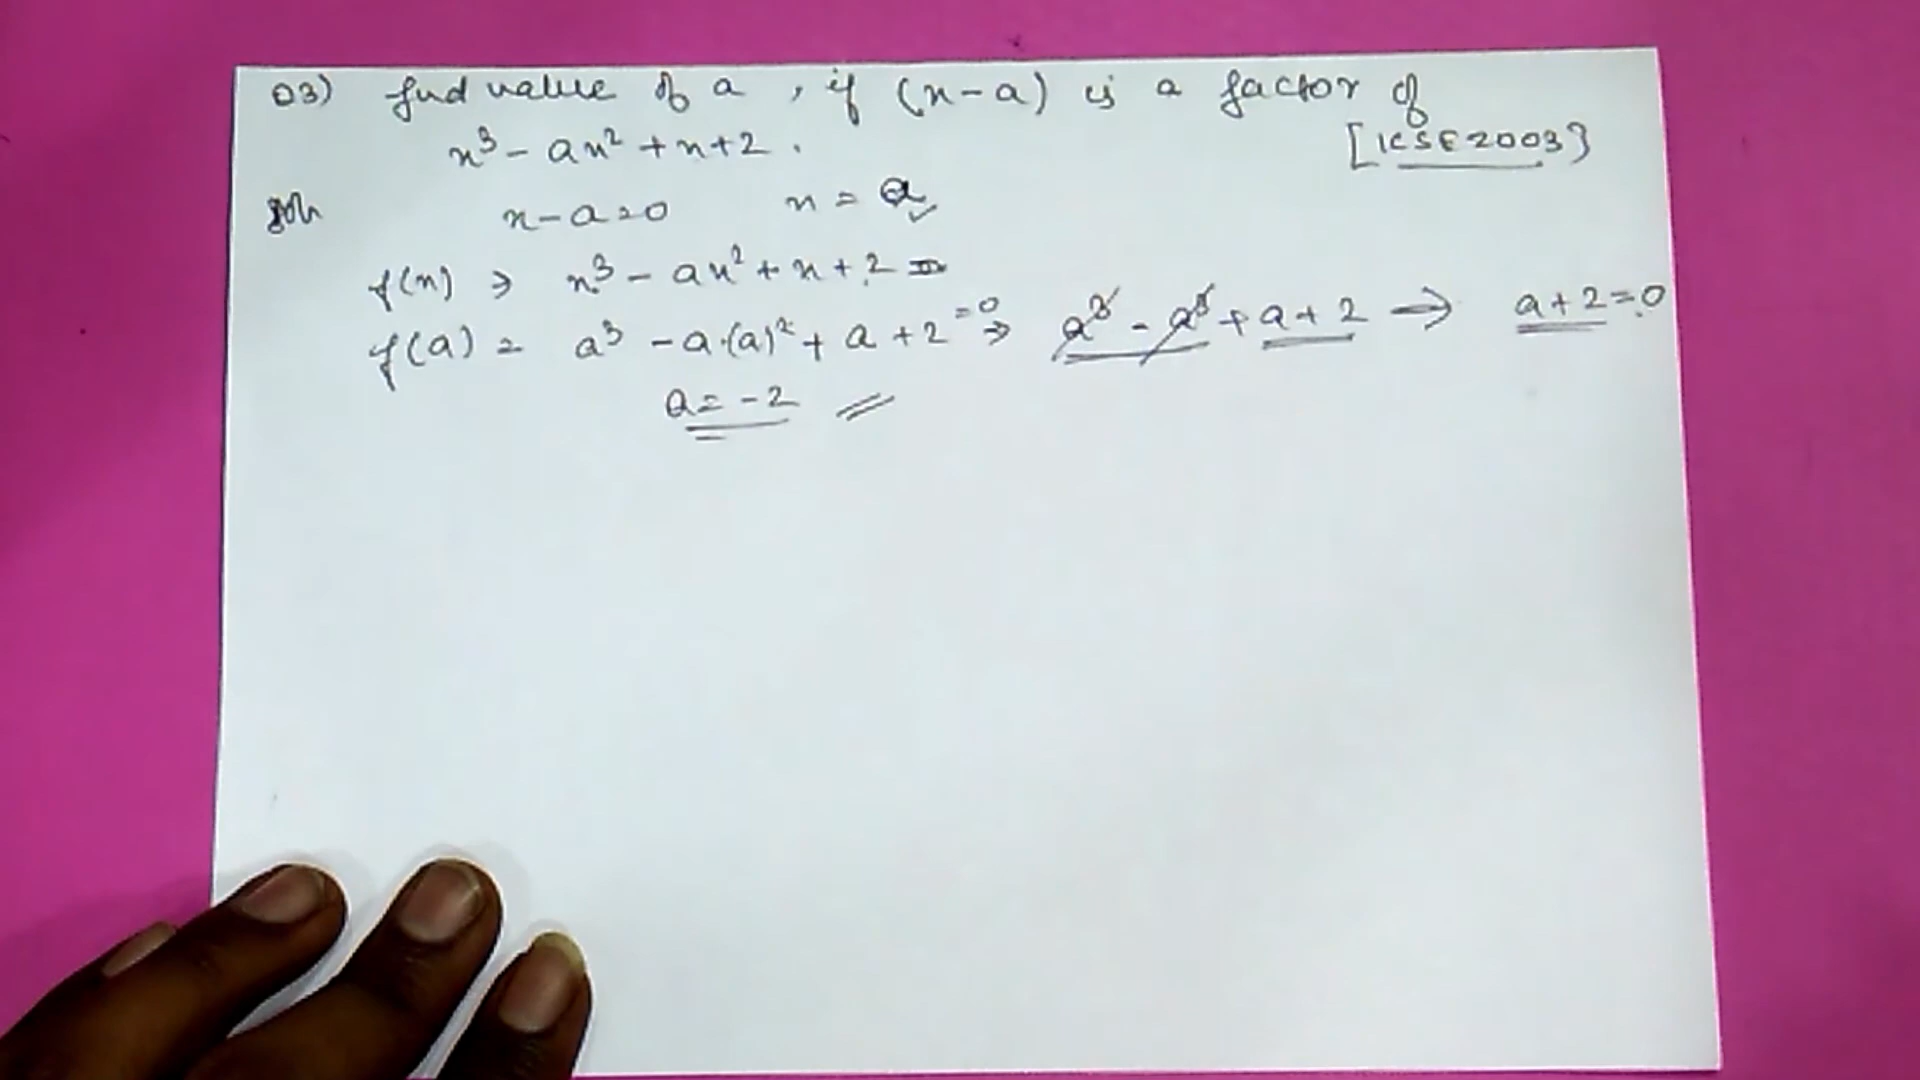 Q3) find value of a , if (x-a) is a factor of
x³ - ax² + x + 2 . [ICSE 2003]
Soln x - a = 0 x = a ✓
f(x) ⇒ x³ - ax² + x + 2 =
f(a) = a³ - a·(a)² + a + 2 = 0 ⇒ a³ - a³ + a + 2 → a + 2 = 0
a = -2 //